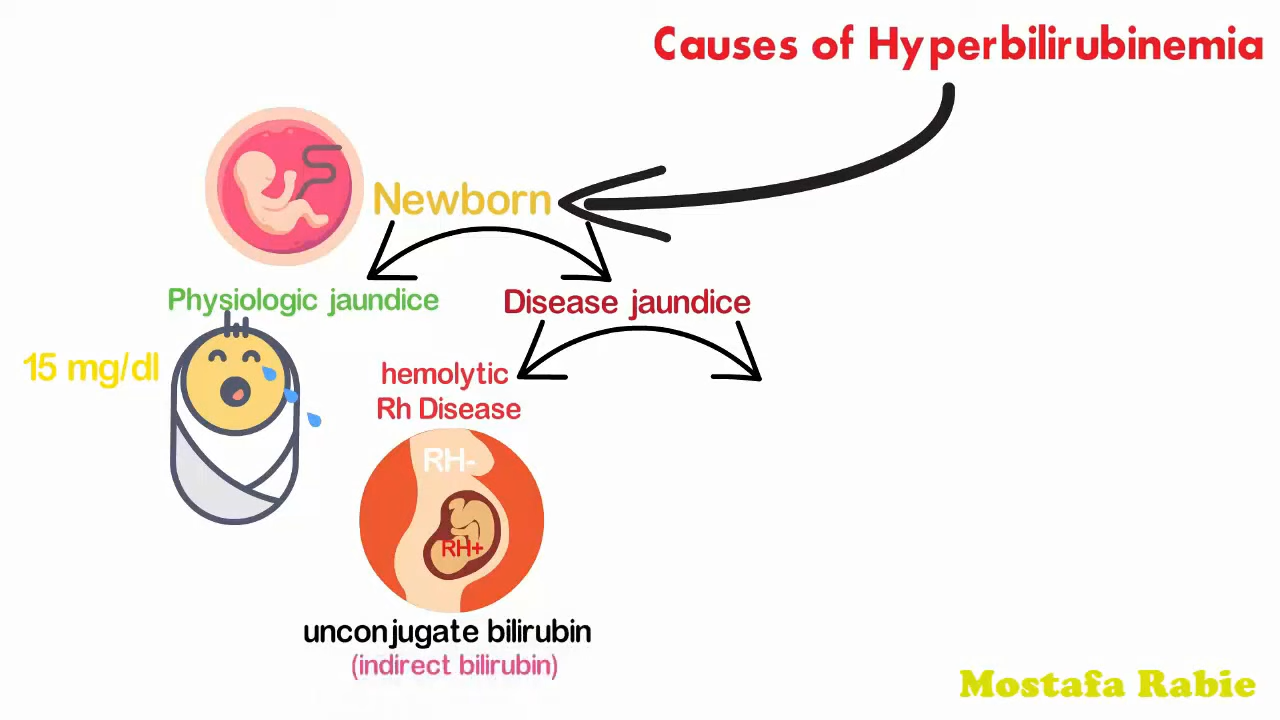 Causes of Hyperbilirubinemia
Newborn
Physiologic jaundice
Disease jaundice
15 mg/dl
hemolytic
Rh Disease
RH-
RH+
unconjugate bilirubin
(indirect bilirubin)
Mostafa Rabie